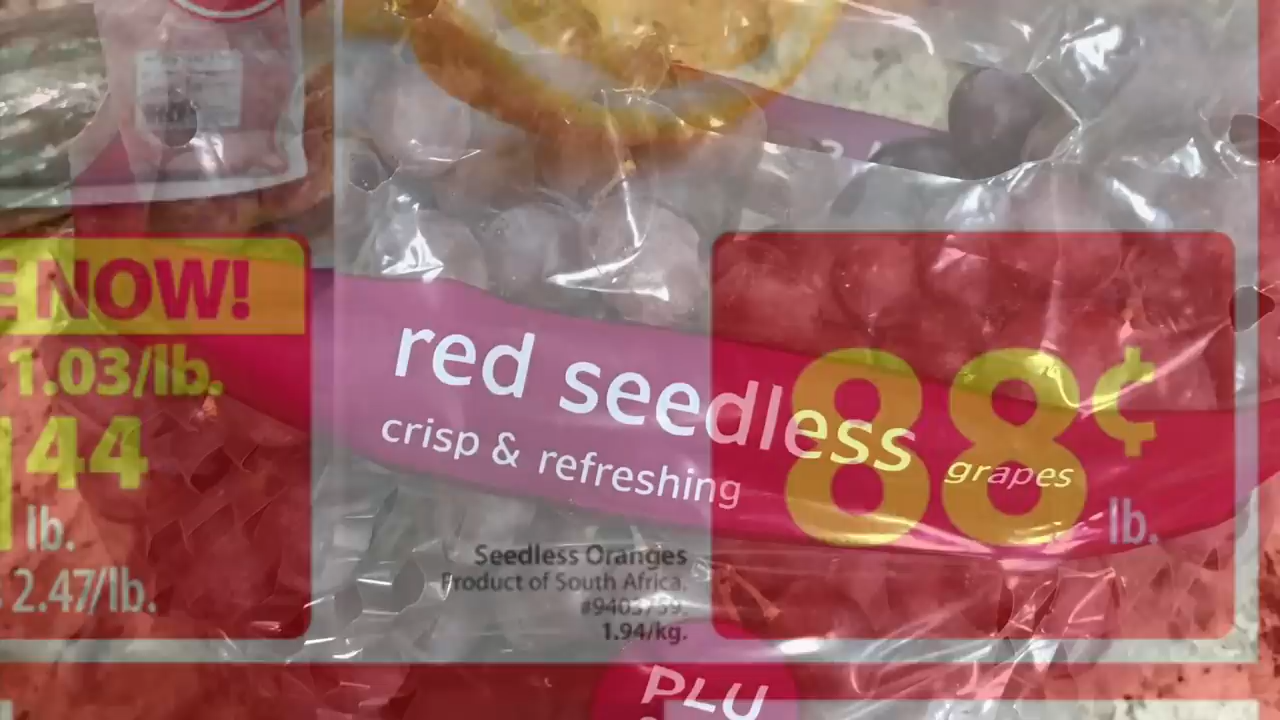 E NOW!
1.03/lb.
44
lb.
2.47/lb.
red seedless
crisp & refreshing
grapes
88¢
lb.
Seedless Oranges
Product of South Africa.
1.94/kg.
PLU